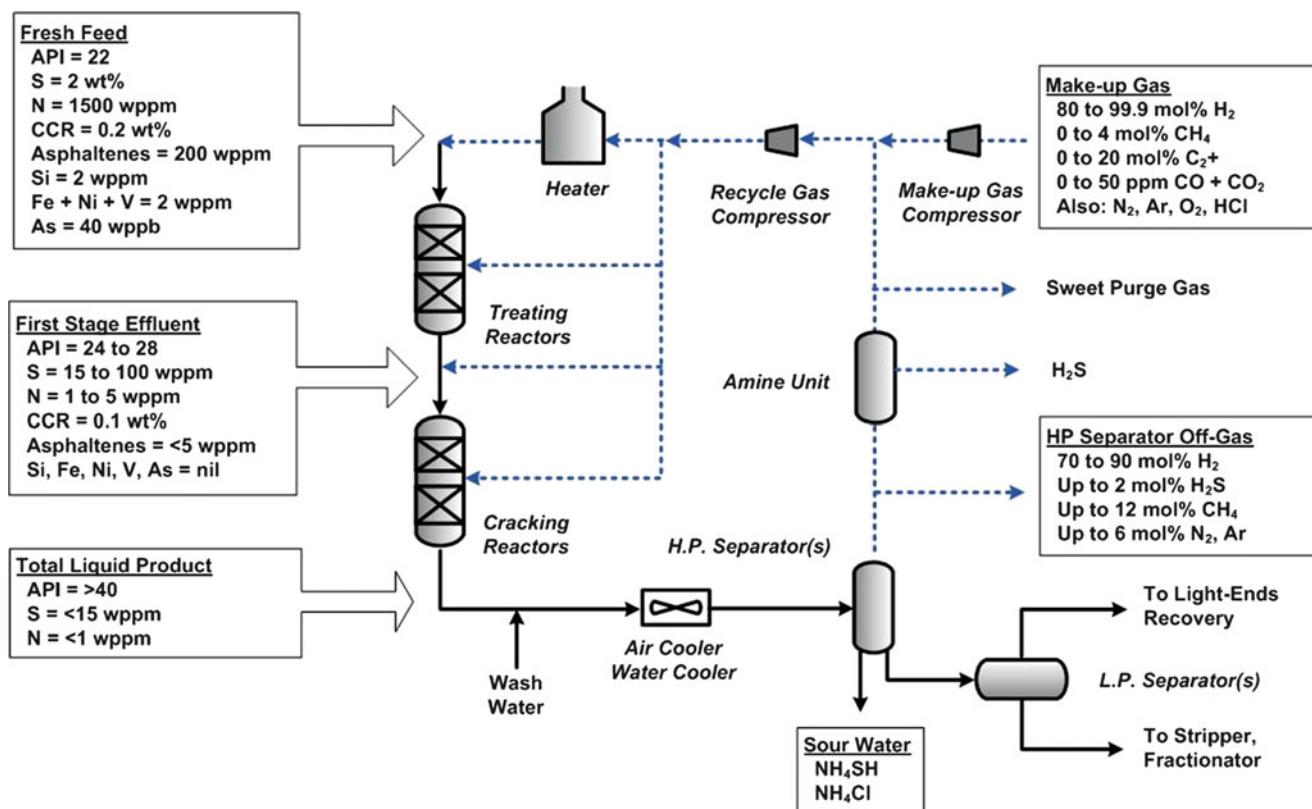 Fresh Feed
API = 22
S = 2 wt%
N = 1500 wppm
CCR = 0.2 wt%
Asphaltenes = 200 wppm
Si = 2 wppm
Fe + Ni + V = 2 wppm
As = 40 wppb
Heater
Recycle Gas
Compressor
Make-up Gas
Compressor
Make-up Gas
80 to 99.9 mol% H₂
0 to 4 mol% CH₄
0 to 20 mol% C₂+
0 to 50 ppm CO + CO₂
Also: N₂, Ar, O₂, HCl
Treating
Reactors
Sweet Purge Gas
First Stage Effluent
API = 24 to 28
S = 15 to 100 wppm
N = 1 to 5 wppm
CCR = 0.1 wt%
Asphaltenes = <5 wppm
Si, Fe, Ni, V, As = nil
Amine Unit
H₂S
HP Separator Off-Gas
70 to 90 mol% H₂
Up to 2 mol% H₂S
Up to 12 mol% CH₄
Up to 6 mol% N₂, Ar
Cracking
Reactors
H.P. Separator(s)
Total Liquid Product
API = >40
S = <15 wppm
N = <1 wppm
Wash
Water
Air Cooler
Water Cooler
To Light-Ends
Recovery
L.P. Separator(s)
To Stripper,
Fractionator
Sour Water
NH₄SH
NH₄Cl